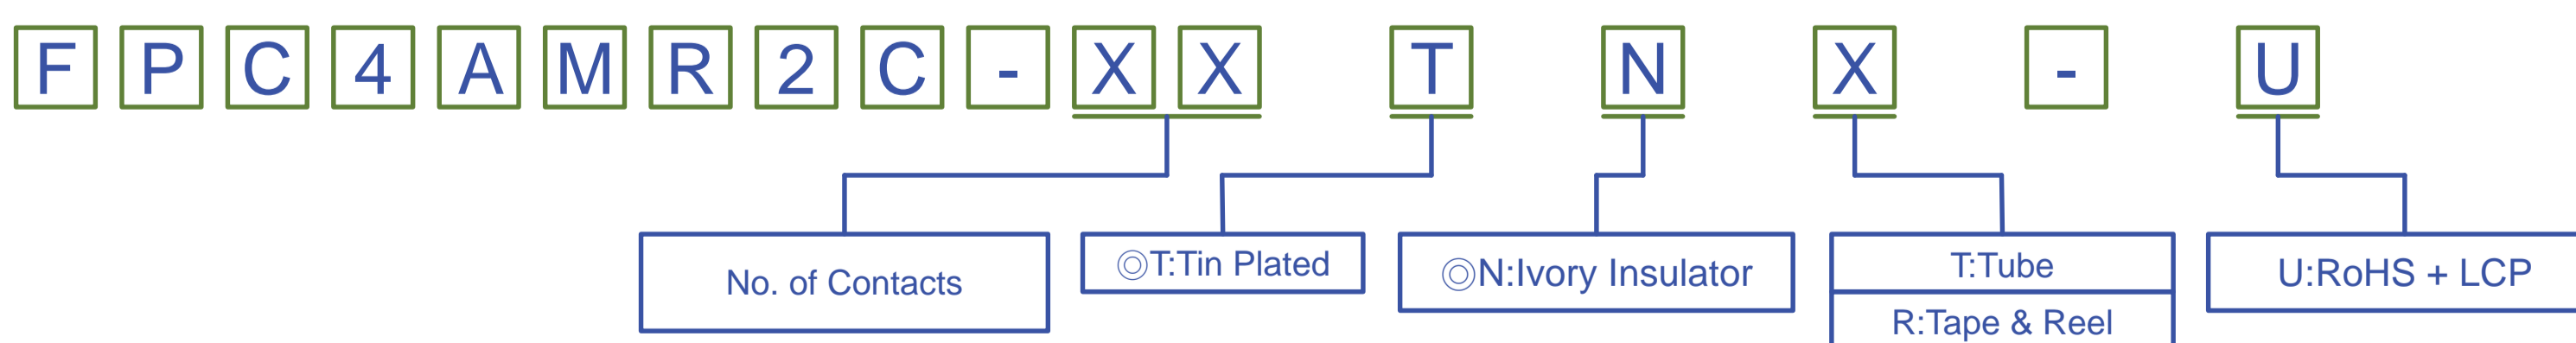 F P C 4 A M R 2 C - X X T N X - U
No. of Contacts
◎T:Tin Plated
◎N:Ivory Insulator
T:Tube
R:Tape & Reel
U:RoHS + LCP